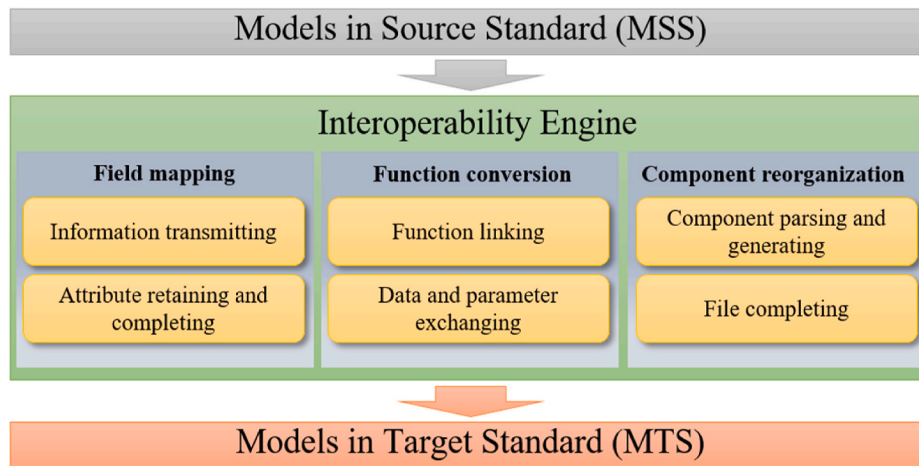 Models in Source Standard (MSS)
Interoperability Engine
Field mapping
Information transmitting
Attribute retaining and
completing
Function conversion
Function linking
Data and parameter
exchanging
Component reorganization
Component parsing and
generating
File completing
Models in Target Standard (MTS)